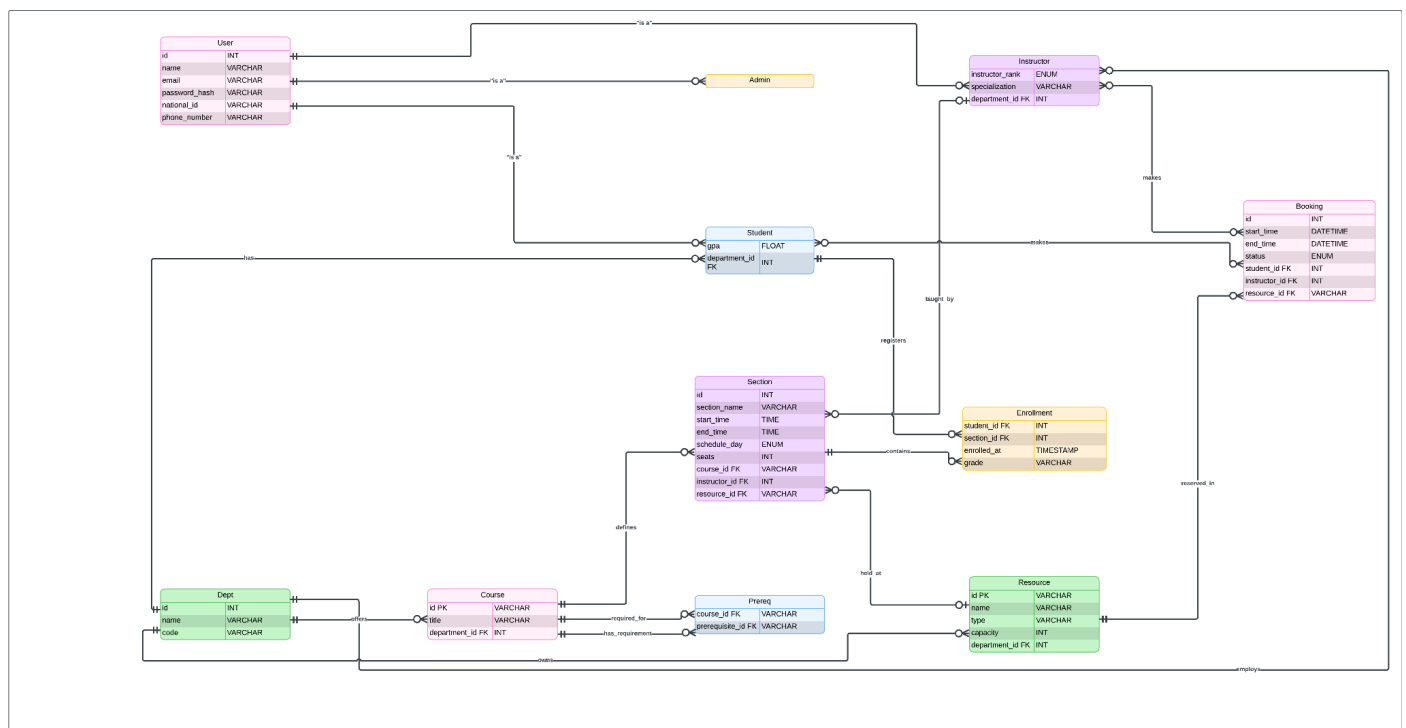 "is a"
User
id INT
name VARCHAR
email VARCHAR
password_hash VARCHAR
national_id VARCHAR
phone_number VARCHAR
"is a"
Admin
Instructor
instructor_rank ENUM
specialization VARCHAR
department_id FK INT
"is a"
makes
Booking
id INT
start_time DATETIME
end_time DATETIME
status ENUM
student_id FK INT
instructor_id FK INT
resource_id FK VARCHAR
Student
gpa FLOAT
department_id FK INT
makes
has
taught_by
registers
Section
id INT
section_name VARCHAR
start_time TIME
end_time TIME
schedule_day ENUM
seats INT
course_id FK VARCHAR
instructor_id FK INT
resource_id FK VARCHAR
Enrollment
student_id FK INT
section_id FK INT
enrolled_at TIMESTAMP
grade VARCHAR
contains
reserved_in
defines
held_at
Dept
id INT
name VARCHAR
code VARCHAR
offers
Course
id PK VARCHAR
title VARCHAR
department_id FK INT
required_for
has_requirement
Prereq
course_id FK VARCHAR
prerequisite_id FK VARCHAR
Resource
id PK VARCHAR
name VARCHAR
type VARCHAR
capacity INT
department_id FK INT
owns
employs